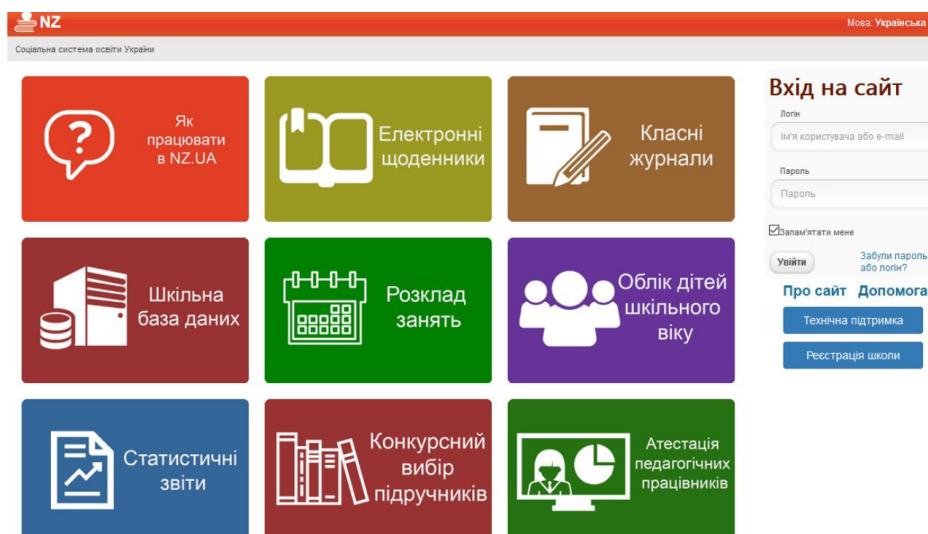 NZ
Мова: Українська
Соціальна система освіти України
Як
працювати
в NZ.UA
Електронні
щоденники
Класні
журнали
Шкільна
база даних
Розклад
занять
Облік дітей
шкільного
віку
Статистичні
звіти
Конкурсний
вибір
підручників
Атестація
педагогічних
працівників
Вхід на сайт
Логін
Ім'я користувача або e-mail
Пароль
Пароль
Запам'ятати мене
Увійти
Забули пароль
або логін?
Про сайт Допомога
Технічна підтримка
Реєстрація школи